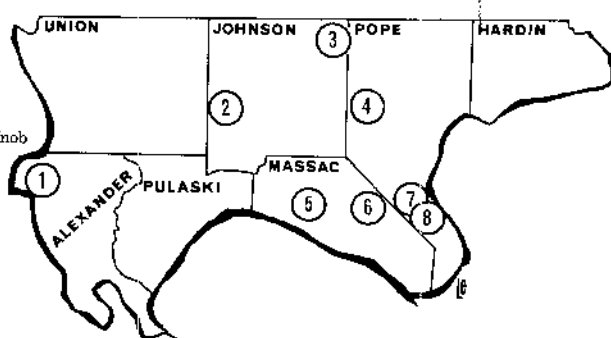 UNION JOHNSON POPE HARDIN
3
2 4
nob
MASSAC
1 ALEXANDER PULASKI
5 6 7
8